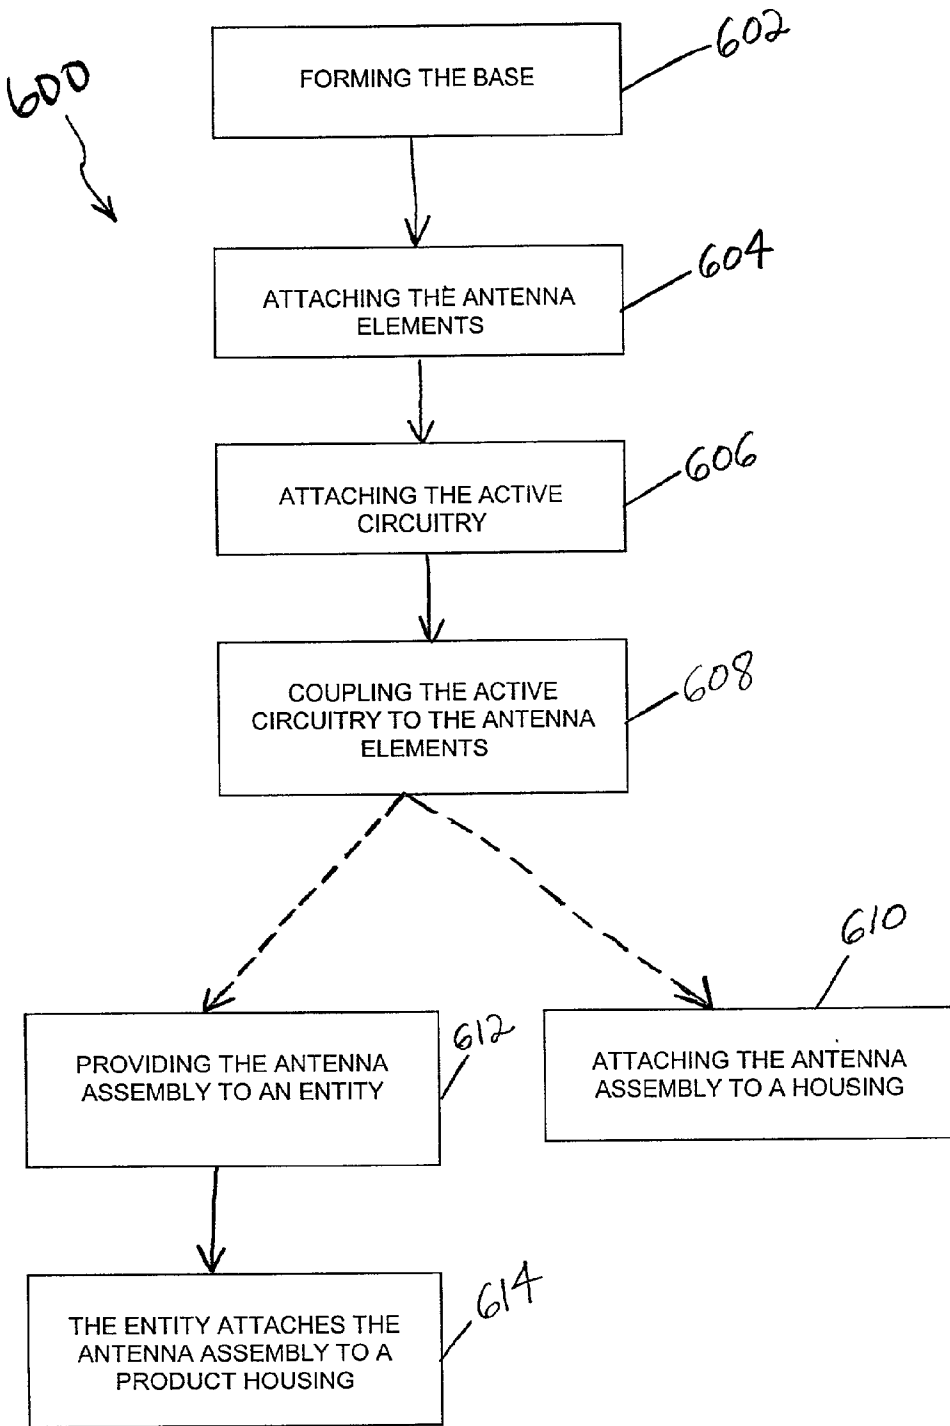 602
FORMING THE BASE
600
604
ATTACHING THE ANTENNA
ELEMENTS
606
ATTACHING THE ACTIVE
CIRCUITRY
608
COUPLING THE ACTIVE
CIRCUITRY TO THE ANTENNA
ELEMENTS
610
612
PROVIDING THE ANTENNA
ASSEMBLY TO AN ENTITY
ATTACHING THE ANTENNA
ASSEMBLY TO A HOUSING
614
THE ENTITY ATTACHES THE
ANTENNA ASSEMBLY TO A
PRODUCT HOUSING